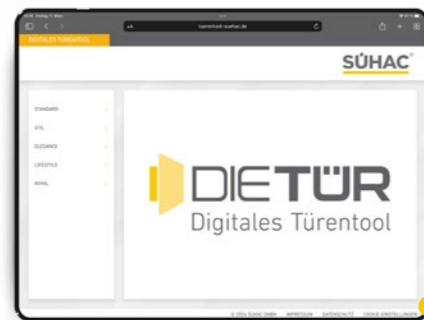 tuerentool-suehac.de
DIGITALES TÜRENTOOL
SÜHAC®
STANDARD
STIL
ELEGANCE
LIFESTYLE
ROYAL
DIETÜR
Digitales Türentool
© 2024 SÜHAC GMBH IMPRESSUM DATENSCHUTZ COOKIE-EINSTELLUNGEN